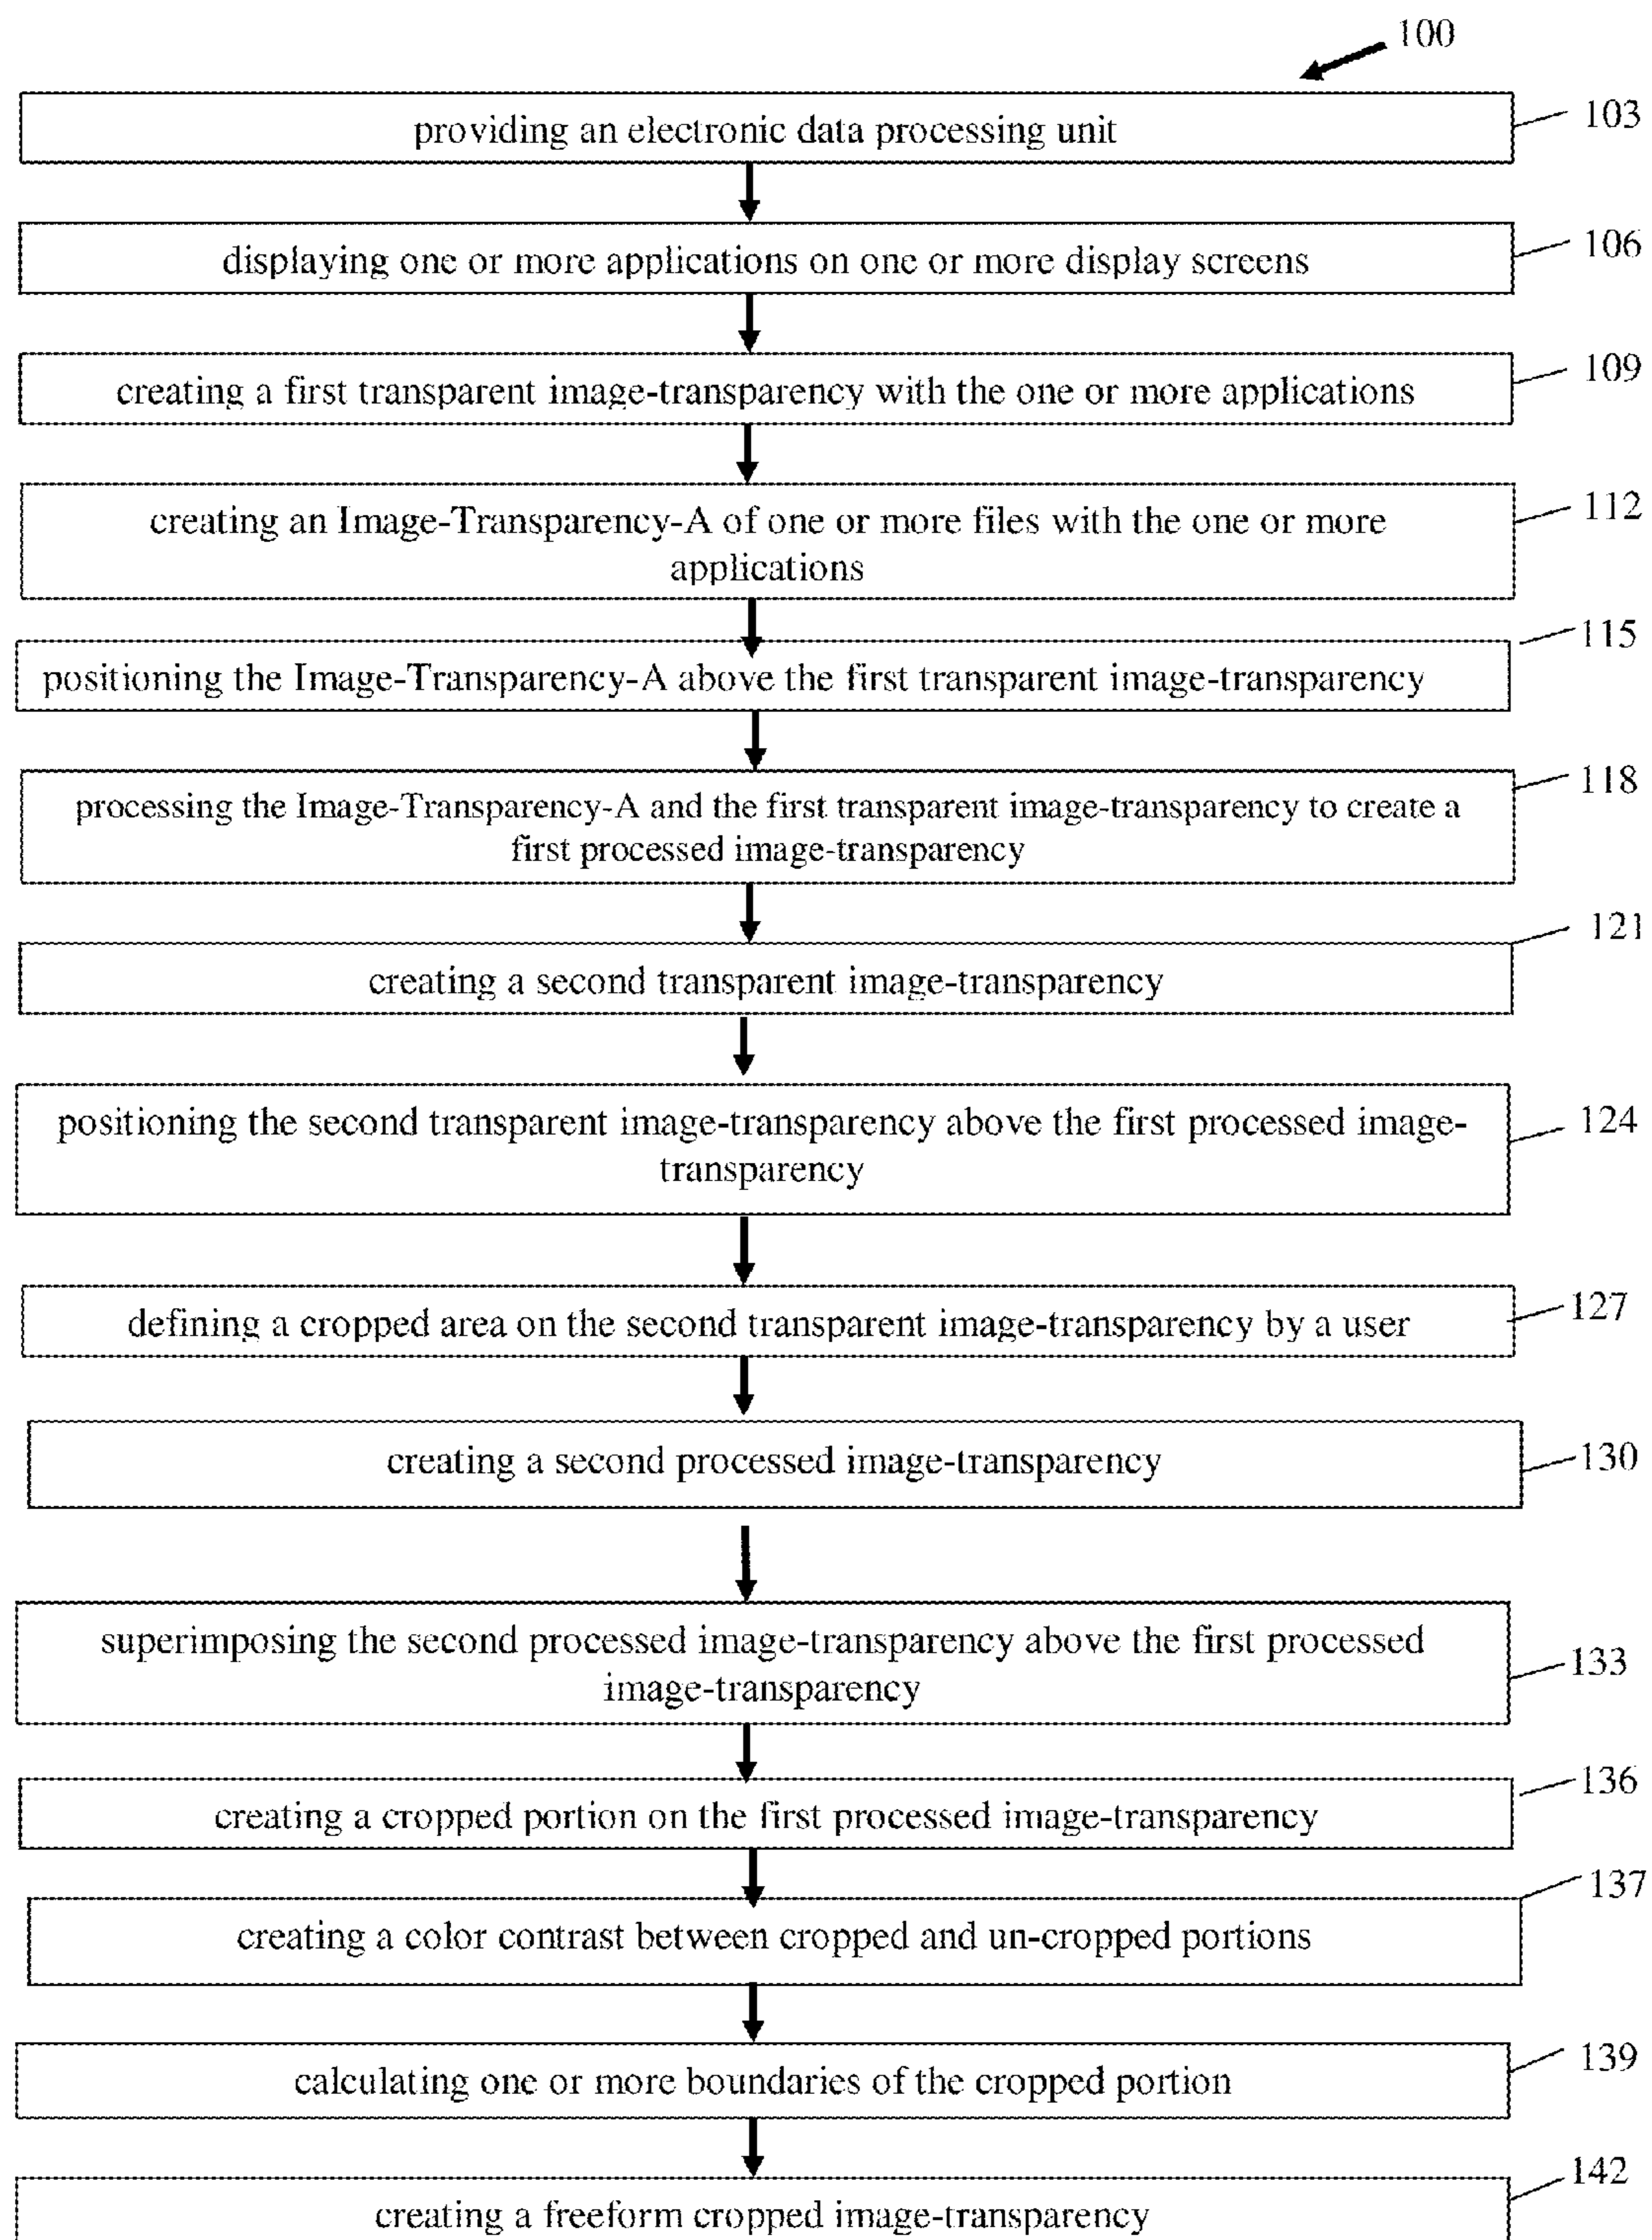 100
providing an electronic data processing unit
103
displaying one or more applications on one or more display screens
106
creating a first transparent image-transparency with the one or more applications
109
creating an Image-Transparency-A of one or more files with the one or more
applications
112
positioning the Image-Transparency-A above the first transparent image-transparency
115
processing the Image-Transparency-A and the first transparent image-transparency to create a
first processed image-transparency
118
creating a second transparent image-transparency
121
positioning the second transparent image-transparency above the first processed image-
transparency
124
defining a cropped area on the second transparent image-transparency by a user
127
creating a second processed image-transparency
130
superimposing the second processed image-transparency above the first processed
image-transparency
133
creating a cropped portion on the first processed image-transparency
136
creating a color contrast between cropped and un-cropped portions
137
calculating one or more boundaries of the cropped portion
139
creating a freeform cropped image-transparency
142